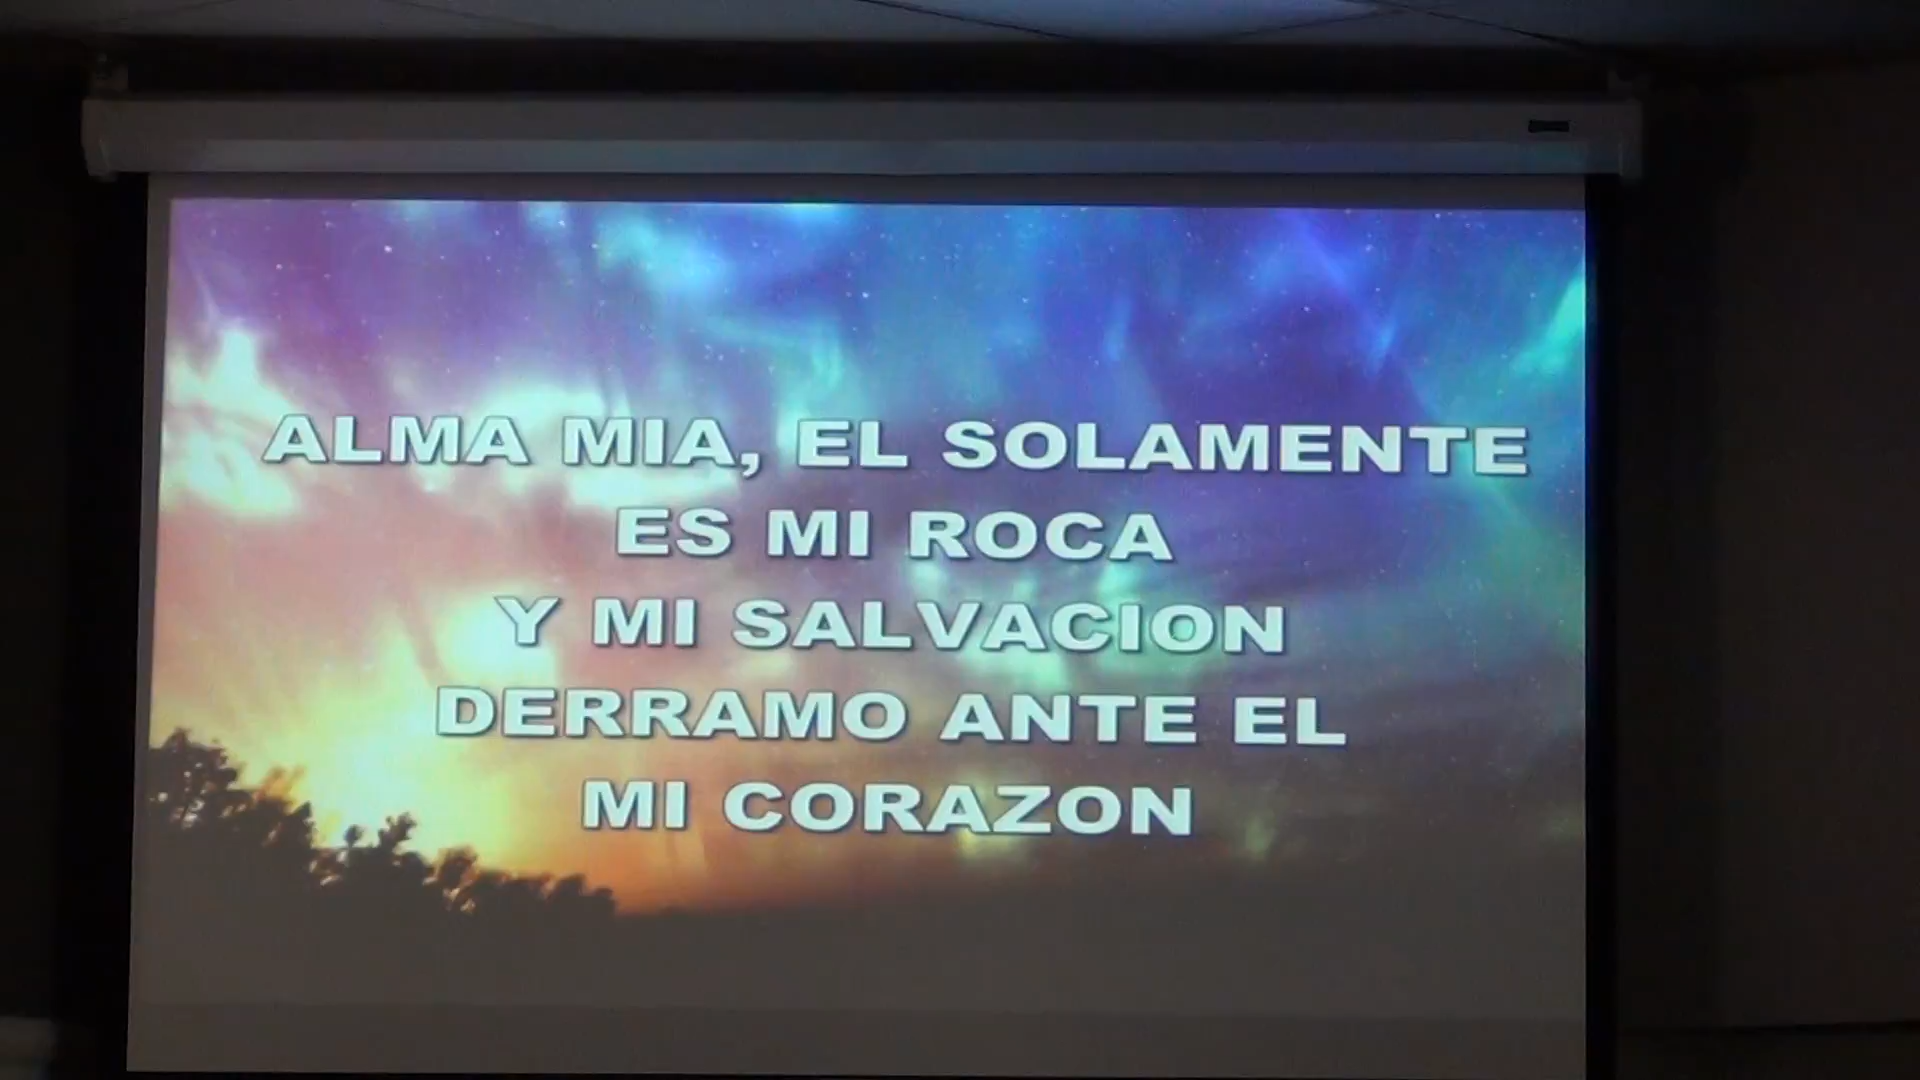 ALMA MIA, EL SOLAMENTE
ES MI ROCA
Y MI SALVACION
DERRAMO ANTE EL
MI CORAZON